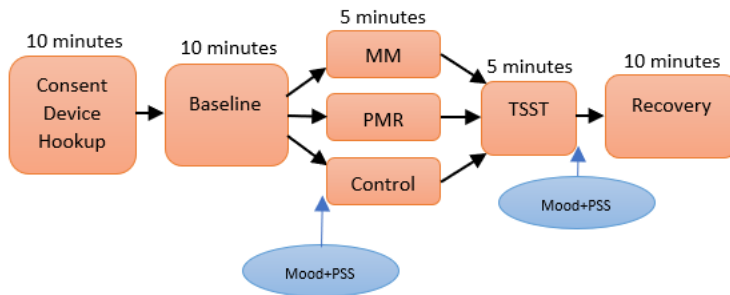 10 minutes
Consent
Device
Hookup
10 minutes
Baseline
5 minutes
MM
PMR
Control
Mood+PSS
5 minutes
TSST
Mood+PSS
10 minutes
Recovery